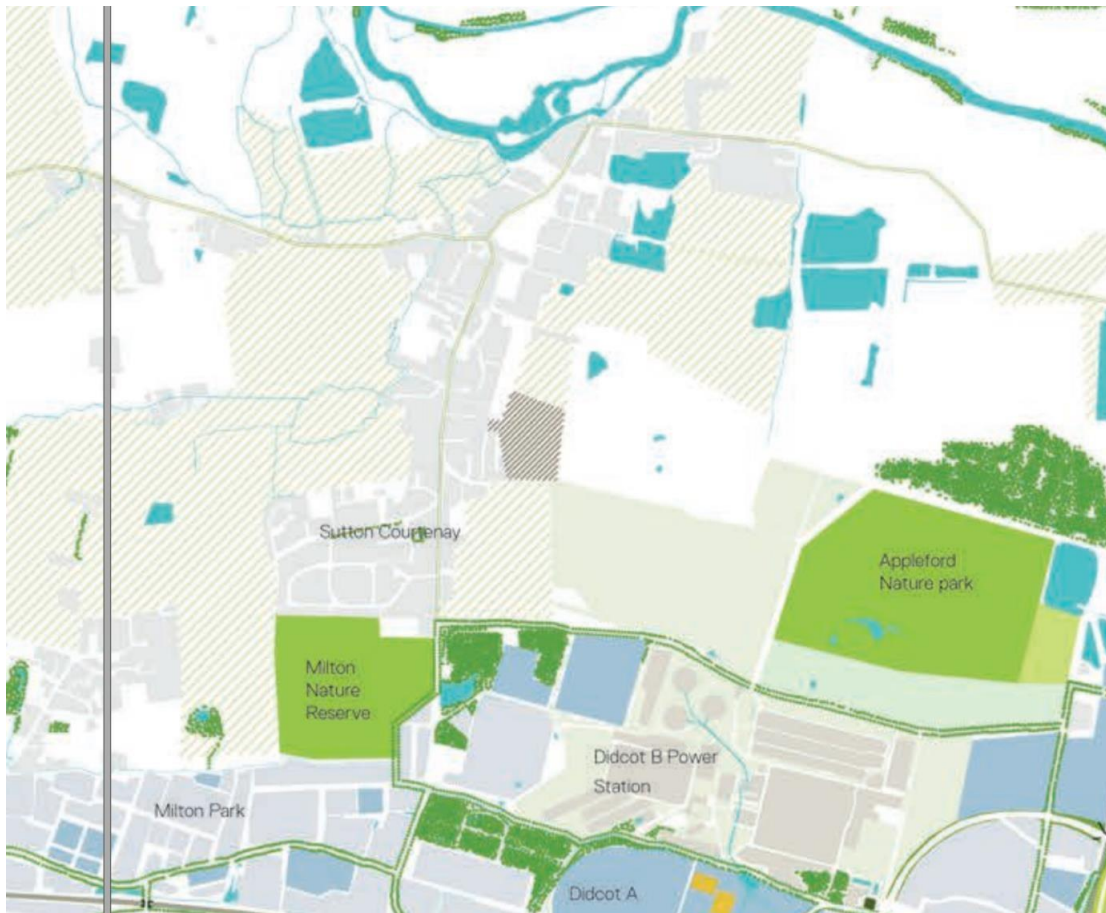 Sutton Courtenay
Appleford
Nature park
Milton
Nature
Reserve
Didcot B Power
Station
Milton Park
Didcot A